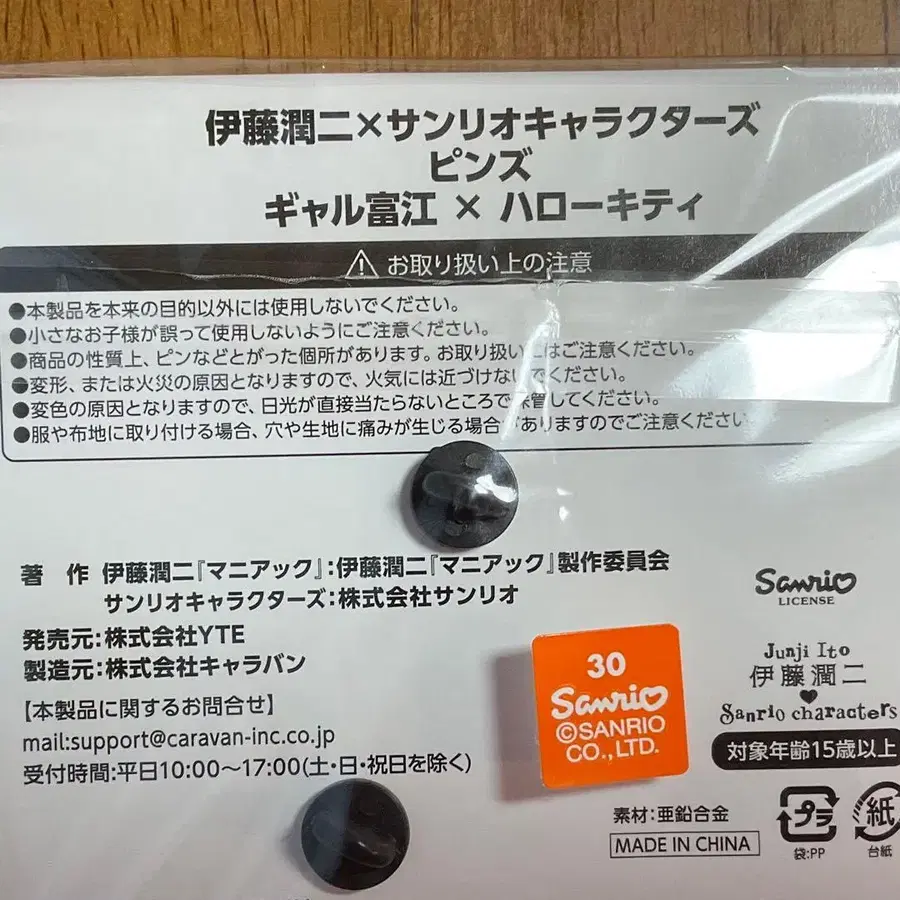 伊藤潤二×サンリオキャラクターズ
ピンズ
ギャル富江 × ハローキティ
お取り扱い上の注意
●本製品を本来の目的以外には使用しないでください。
●小さなお子様が誤って使用しないようにご注意ください。
●商品の性質上、ピンなどとがった個所があります。お取り扱いにはご注意ください。
●変形、または火災の原因となりますので、火気には近づけないでください。
●変色の原因となりますので、日光が直接当たらないところで保管してください。
●服や布地に取り付ける場合、穴や生地に痛みが生じる場合がありますのでご注意ください
著 作 伊藤潤二『マニアック』:伊藤潤二『マニアック』製作委員会
サンリオキャラクターズ:株式会社サンリオ
発売元:株式会社YTE
製造元:株式会社キャラバン
【本製品に関するお問合せ】
mail:support@caravan-inc.co.jp
受付時間:平日10:00～17:00(土・日・祝日を除く)
30
Sanrio
©SANRIO
CO.,LTD.
Sanrio
LICENSE
Junji Ito
伊藤潤二
Sanrio characters
対象年齢15歳以上
素材:亜鉛合金
MADE IN CHINA
プラ
袋:PP
紙
台紙